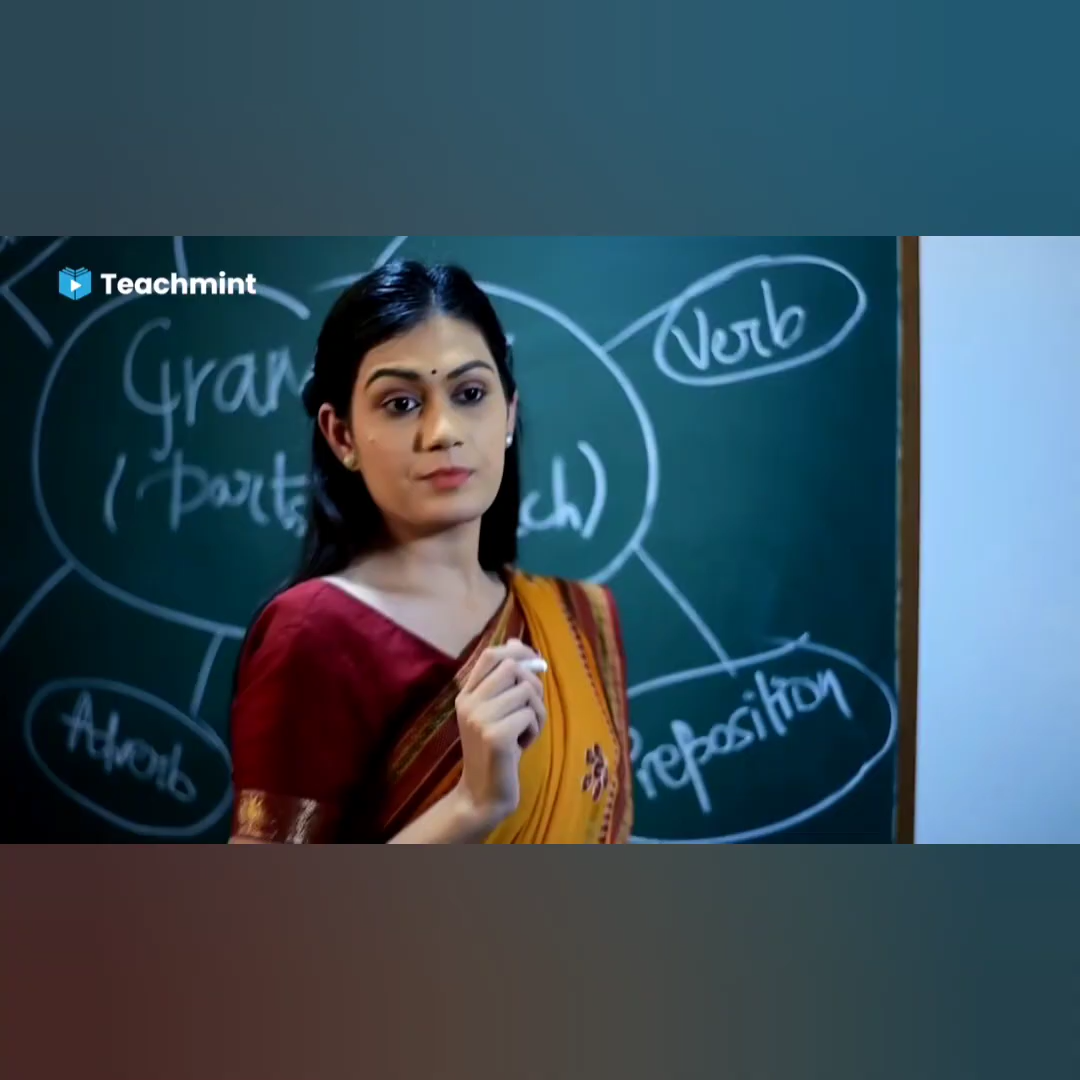 Teachmint
Verb
Gram
(parts ch)
Preposition
Adverb